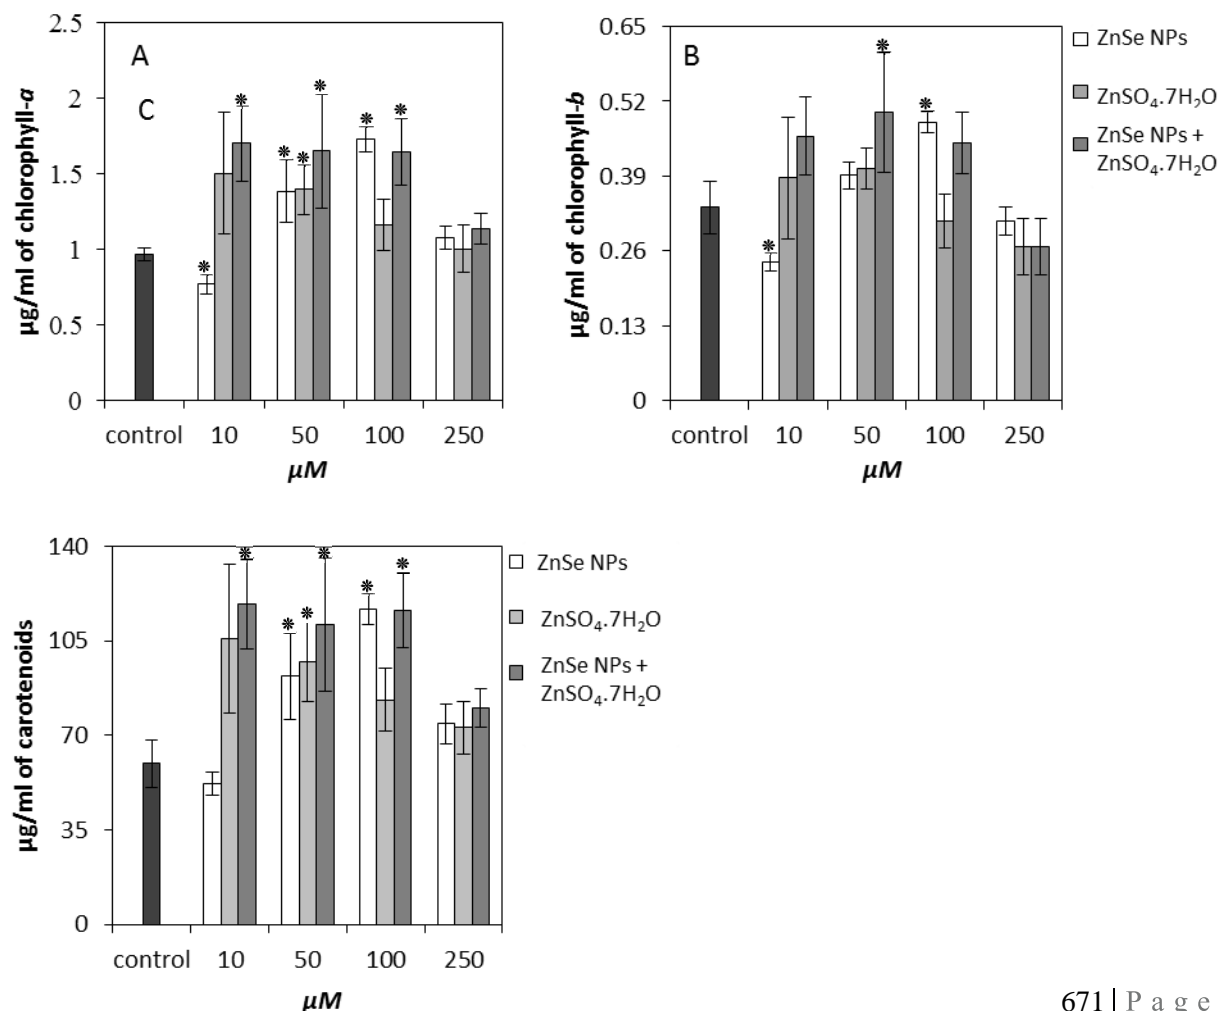 2.5
2
1.5
1
0.5
0
µg/ml of chlorophyll-a
A
C
* * * * * *
control 10 50 100 250
µM
0.65
0.52
0.39
0.26
0.13
0
µg/ml of chlorophyll-b
B
* * *
control 10 50 100 250
µM
ZnSe NPs
ZnSO₄.7H₂O
ZnSe NPs +
ZnSO₄.7H₂O
140
105
70
35
0
µg/ml of carotenoids
* * * * * *
control 10 50 100 250
µM
ZnSe NPs
ZnSO₄.7H₂O
ZnSe NPs +
ZnSO₄.7H₂O
671 | P a g e